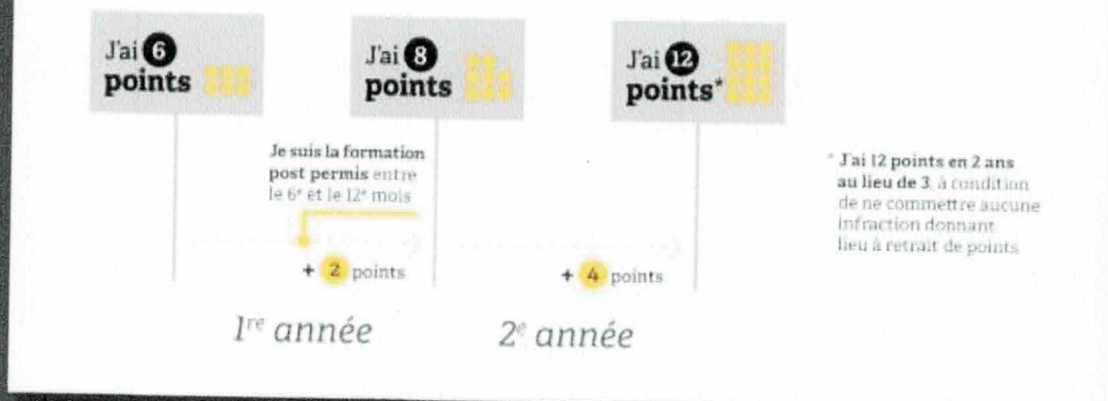 J'ai 6
points
J'ai 8
points
J'ai 12
points*
Je suis la formation
post permis entre
le 6e et le 12e mois
* J'ai 12 points en 2 ans
au lieu de 3, à condition
de ne commettre aucune
infraction donnant
lieu à retrait de points
+ 2 points
+ 4 points
1re année
2e année